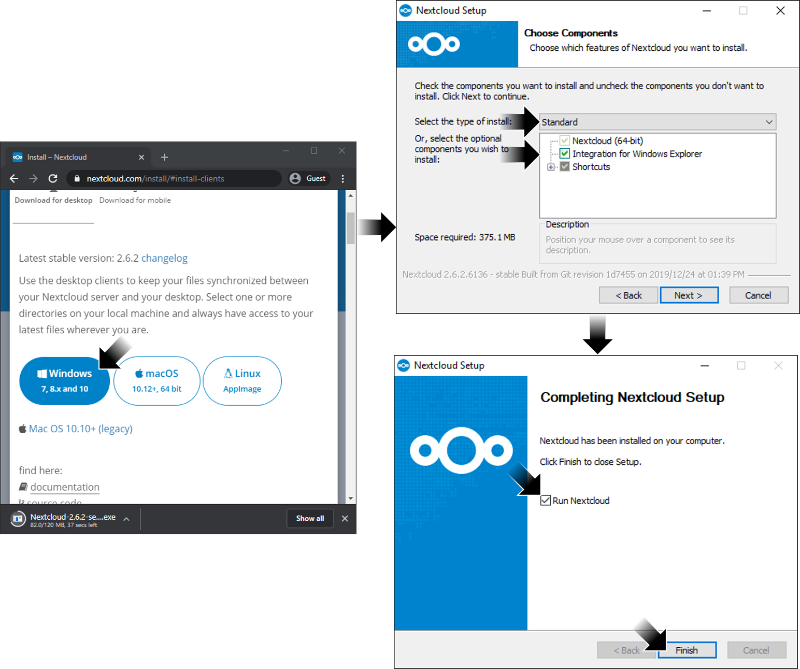 Install – Nextcloud
nextcloud.com/install/#install-clients
Guest
Download for desktop Download for mobile
Latest stable version: 2.6.2 changelog
Use the desktop clients to keep your files synchronized between
your Nextcloud server and your desktop. Select one or more
directories on your local machine and always have access to your
latest files wherever you are.
Windows
7, 8.x and 10
macOS
10.12+, 64 bit
Linux
AppImage
Mac OS 10.10+ (legacy)
find here:
documentation
source code
Nextcloud-2.6.2-se....exe
82.0/120 MB, 37 secs left
Show all
Nextcloud Setup
Choose Components
Choose which features of Nextcloud you want to install.
Check the components you want to install and uncheck the components you don't want to
install. Click Next to continue.
Select the type of install:
Standard
Or, select the optional
components you wish to
install:
Nextcloud (64-bit)
Integration for Windows Explorer
Shortcuts
Space required: 375.1 MB
Description
Position your mouse over a component to see its
description.
Nextcloud 2.6.2.6136 - stable Built from Git revision 1d7455 on 2019/12/24 at 01:39 PM
< Back
Next >
Cancel
Nextcloud Setup
Completing Nextcloud Setup
Nextcloud has been installed on your computer.
Click Finish to close Setup.
Run Nextcloud
< Back
Finish
Cancel